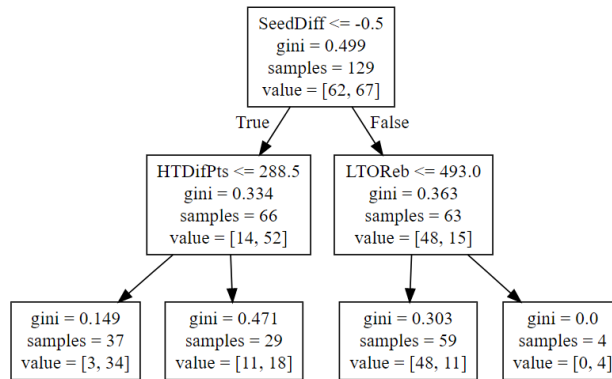 SeedDiff <= -0.5
gini = 0.499
samples = 129
value = [62, 67]
True
False
HTDifPts <= 288.5
gini = 0.334
samples = 66
value = [14, 52]
LTOReb <= 493.0
gini = 0.363
samples = 63
value = [48, 15]
gini = 0.149
samples = 37
value = [3, 34]
gini = 0.471
samples = 29
value = [11, 18]
gini = 0.303
samples = 59
value = [48, 11]
gini = 0.0
samples = 4
value = [0, 4]